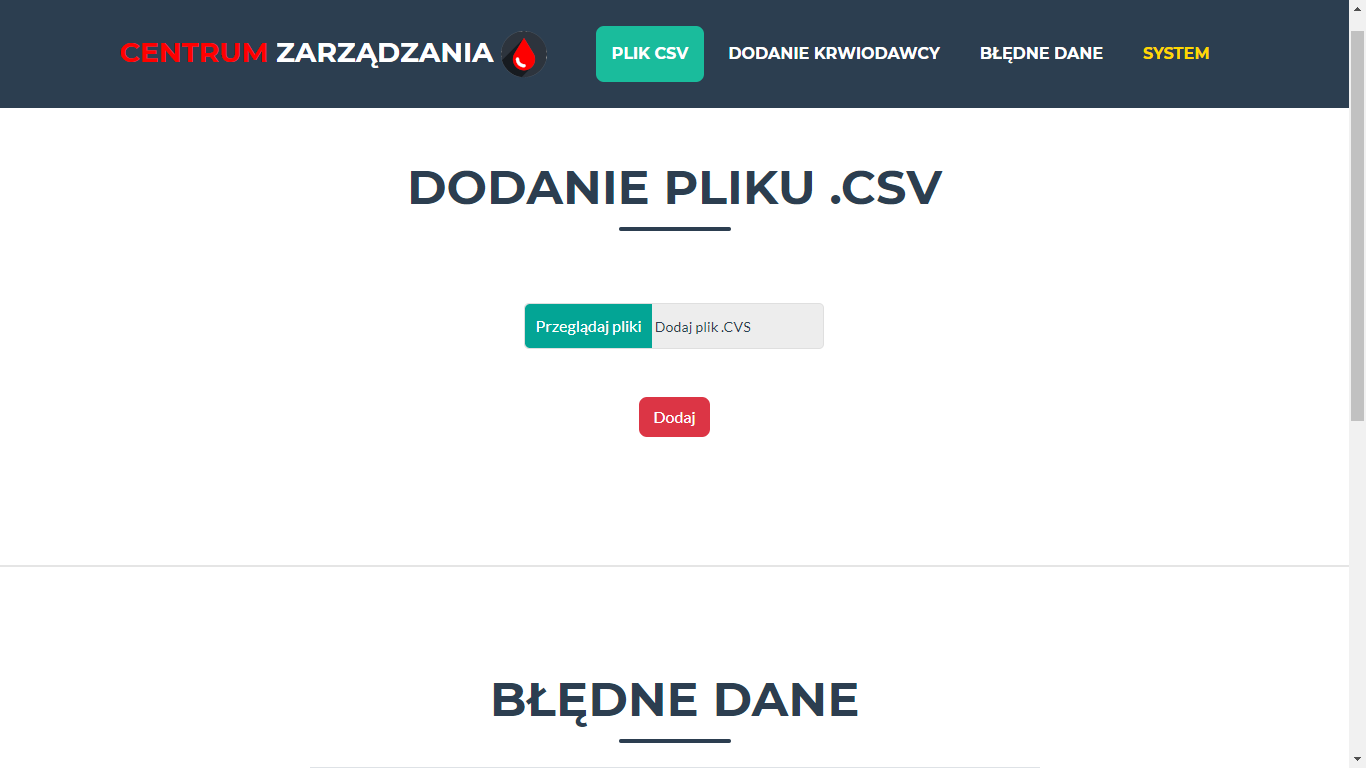 CENTRUM ZARZĄDZANIA PLIK CSV DODANIE KRWIODAWCY BŁĘDNE DANE SYSTEM
DODANIE PLIKU .CSV
Przeglądaj pliki Dodaj plik .CVS
Dodaj
BŁĘDNE DANE